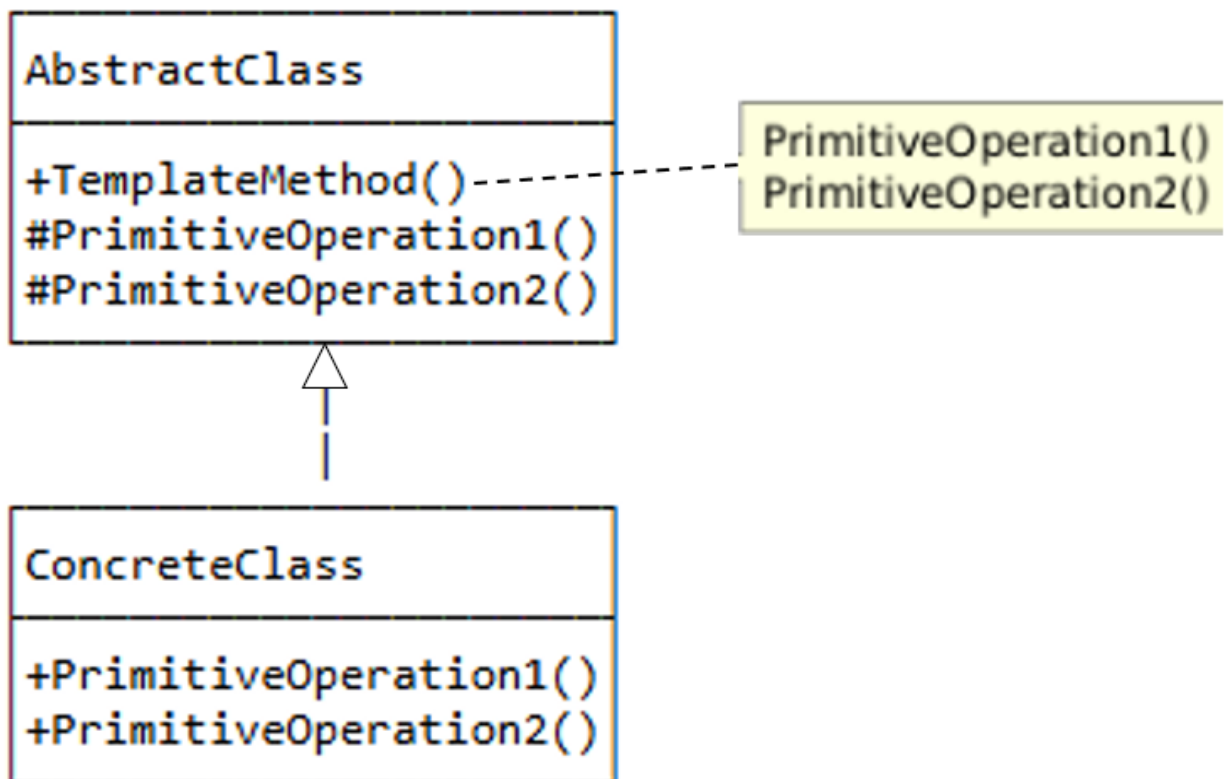 AbstractClass
+TemplateMethod()
#PrimitiveOperation1()
#PrimitiveOperation2()
PrimitiveOperation1()
PrimitiveOperation2()
ConcreteClass
+PrimitiveOperation1()
+PrimitiveOperation2()